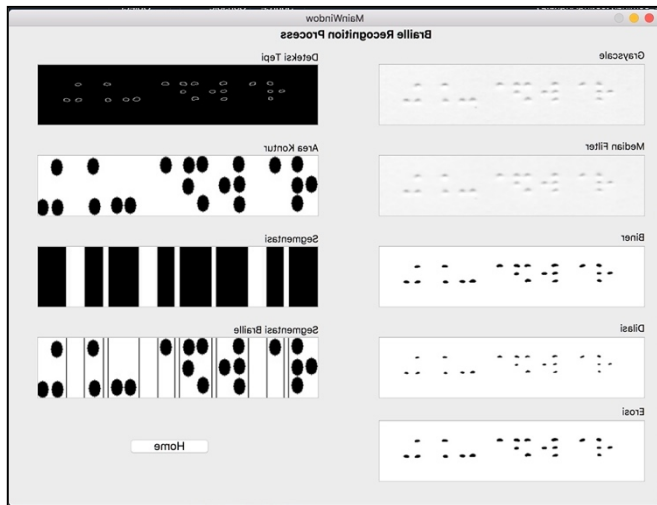 MainWindow
Braille Recognition Process
Grayscale
Median Filter
Biner
Dilasi
Erosi
Deteksi Tepi
Area Kontur
Segmentasi
Segmentasi Braille
Home